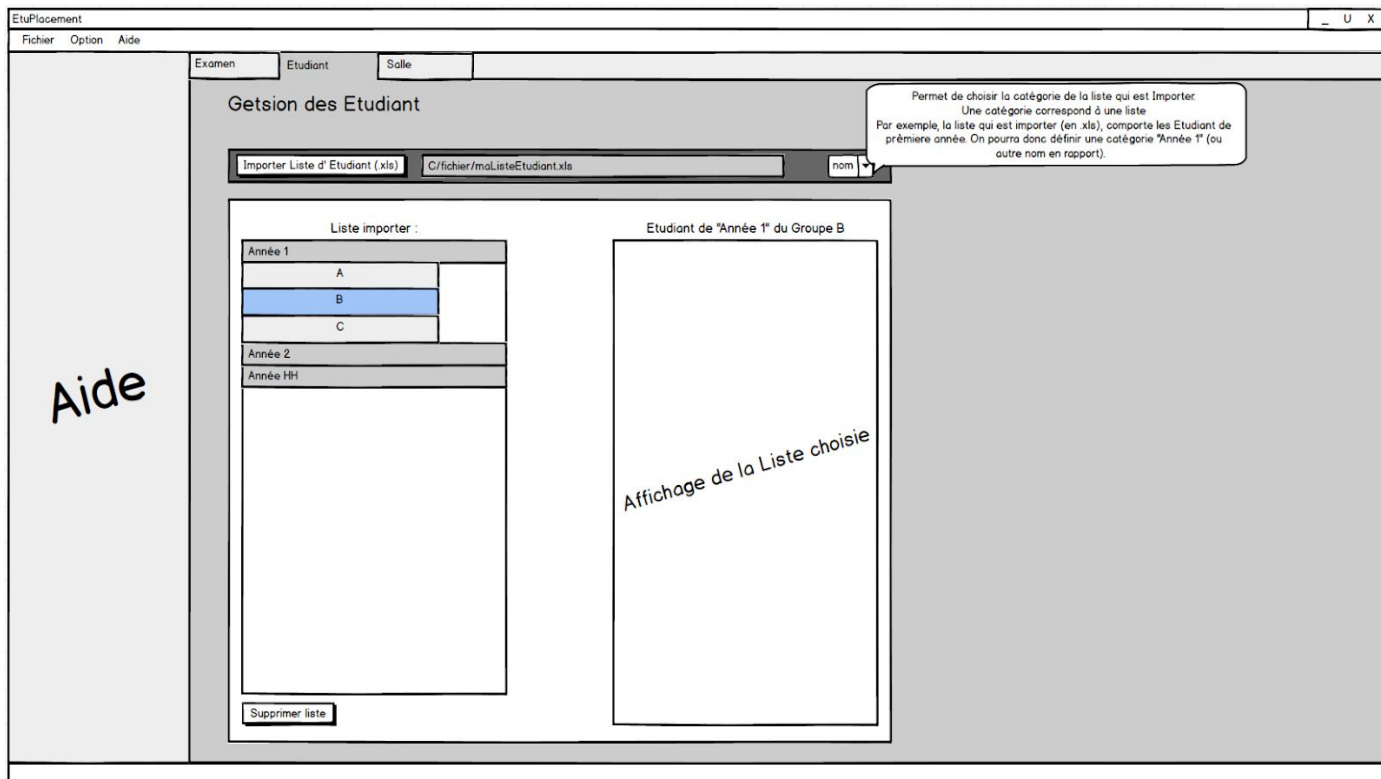 EtuPlacement
_ U X
Fichier Option Aide
Examen Etudiant Salle
Getsion des Etudiant
Permet de choisir la catégorie de la liste qui est Importer.
Une catégorie correspond à une liste
Par exemple, la liste qui est importer (en .xls), comporte les Etudiant de
prèmiere année. On pourra donc définir une catégorie "Année 1" (ou
autre nom en rapport).
Importer Liste d' Etudiant (.xls) C/fichier/maListeEtudiant.xls nom
Liste importer :
Année 1
A
B
C
Année 2
Année HH
Supprimer liste
Etudiant de "Année 1" du Groupe B
Affichage de la Liste choisie
Aide